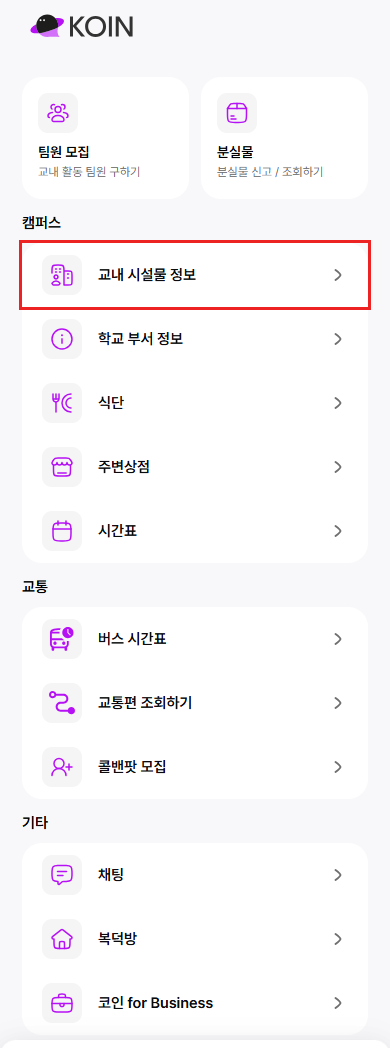 KOIN
팀원 모집
교내 활동 팀원 구하기
분실물
분실물 신고 / 조회하기
캠퍼스
교내 시설물 정보
학교 부서 정보
식단
주변상점
시간표
교통
버스 시간표
교통편 조회하기
콜밴팟 모집
기타
채팅
복덕방
코인 for Business